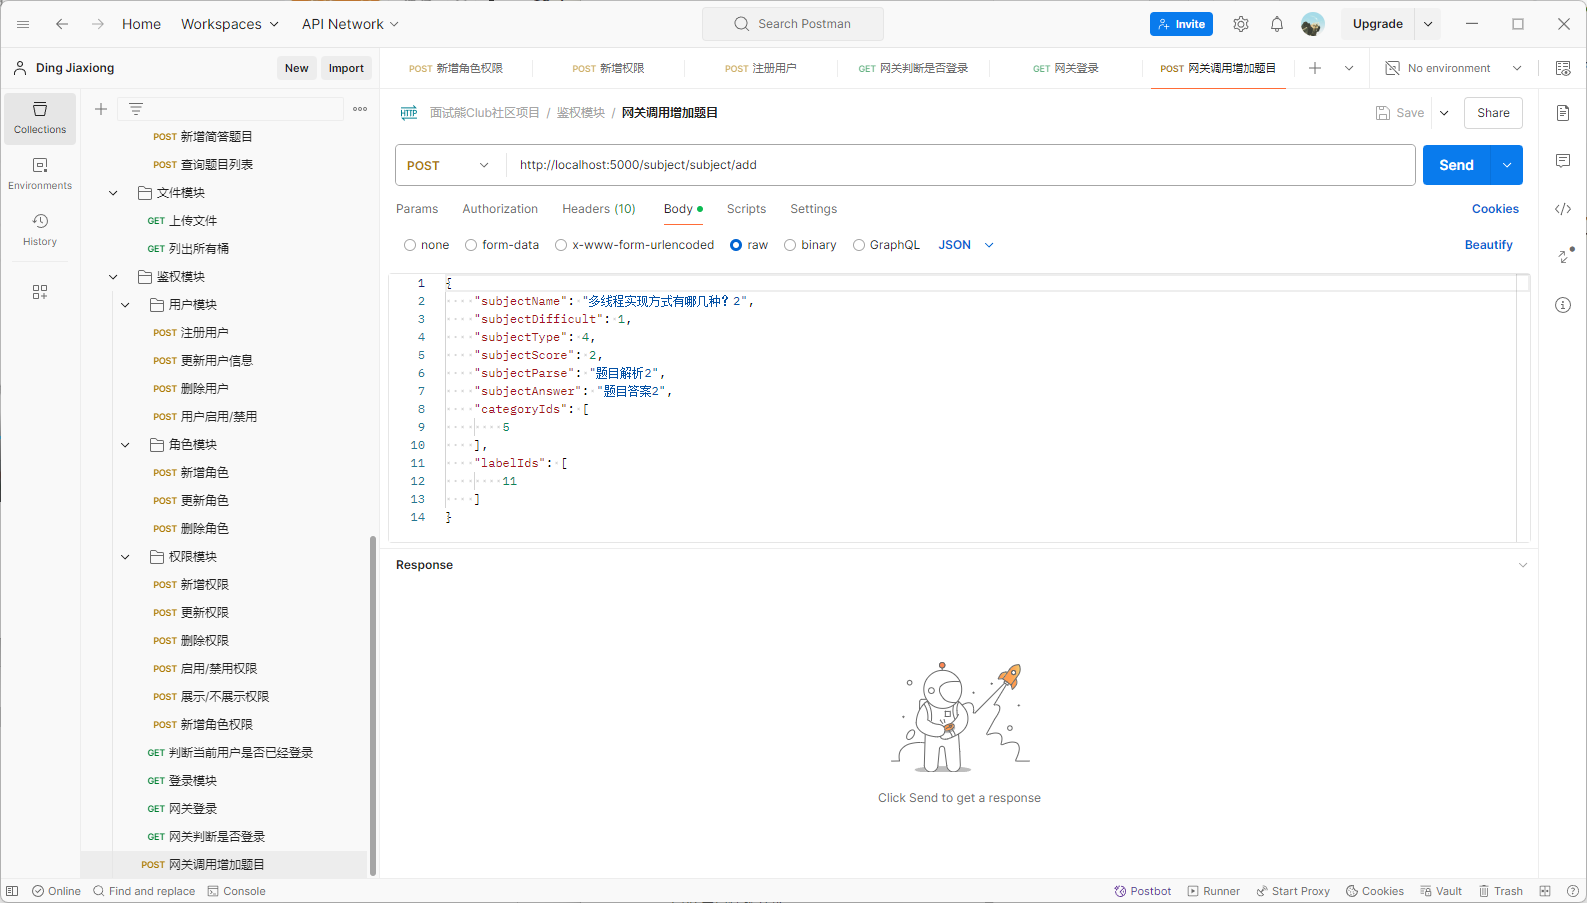 Home
Workspaces
API Network
Search Postman
Invite
Upgrade
Ding Jiaxiong
New
Import
POST 新增角色权限
POST 新增权限
POST 注册用户
GET 网关判断是否登录
GET 网关登录
POST 网关调用增加题目
No environment
Collections
Environments
History
POST 新增简答题目
POST 查询题目列表
文件模块
GET 上传文件
GET 列出所有桶
鉴权模块
用户模块
POST 注册用户
POST 更新用户信息
POST 删除用户
POST 用户启用/禁用
角色模块
POST 新增角色
POST 更新角色
POST 删除角色
权限模块
POST 新增权限
POST 更新权限
POST 删除权限
POST 启用/禁用权限
POST 展示/不展示权限
POST 新增角色权限
GET 判断当前用户是否已经登录
GET 登录模块
GET 网关登录
GET 网关判断是否登录
POST 网关调用增加题目
HTTP 面试能Club社区项目 / 鉴权模块 / 网关调用增加题目
Save
Share
POST
http://localhost:5000/subject/subject/add
Send
Params
Authorization
Headers (10)
Body
Scripts
Settings
Cookies
none
form-data
x-www-form-urlencoded
raw
binary
GraphQL
JSON
Beautify
1 {
2 "subjectName": "多线程实现方式有哪几种？2",
3 "subjectDifficult": 1,
4 "subjectType": 4,
5 "subjectScore": 2,
6 "subjectParse": "题目解析2",
7 "subjectAnswer": "题目答案2",
8 "categoryIds": [
9 5
10 ],
11 "labelIds": [
12 11
13 ]
14 }
Response
Click Send to get a response
Online
Find and replace
Console
Postbot
Runner
Start Proxy
Cookies
Vault
Trash